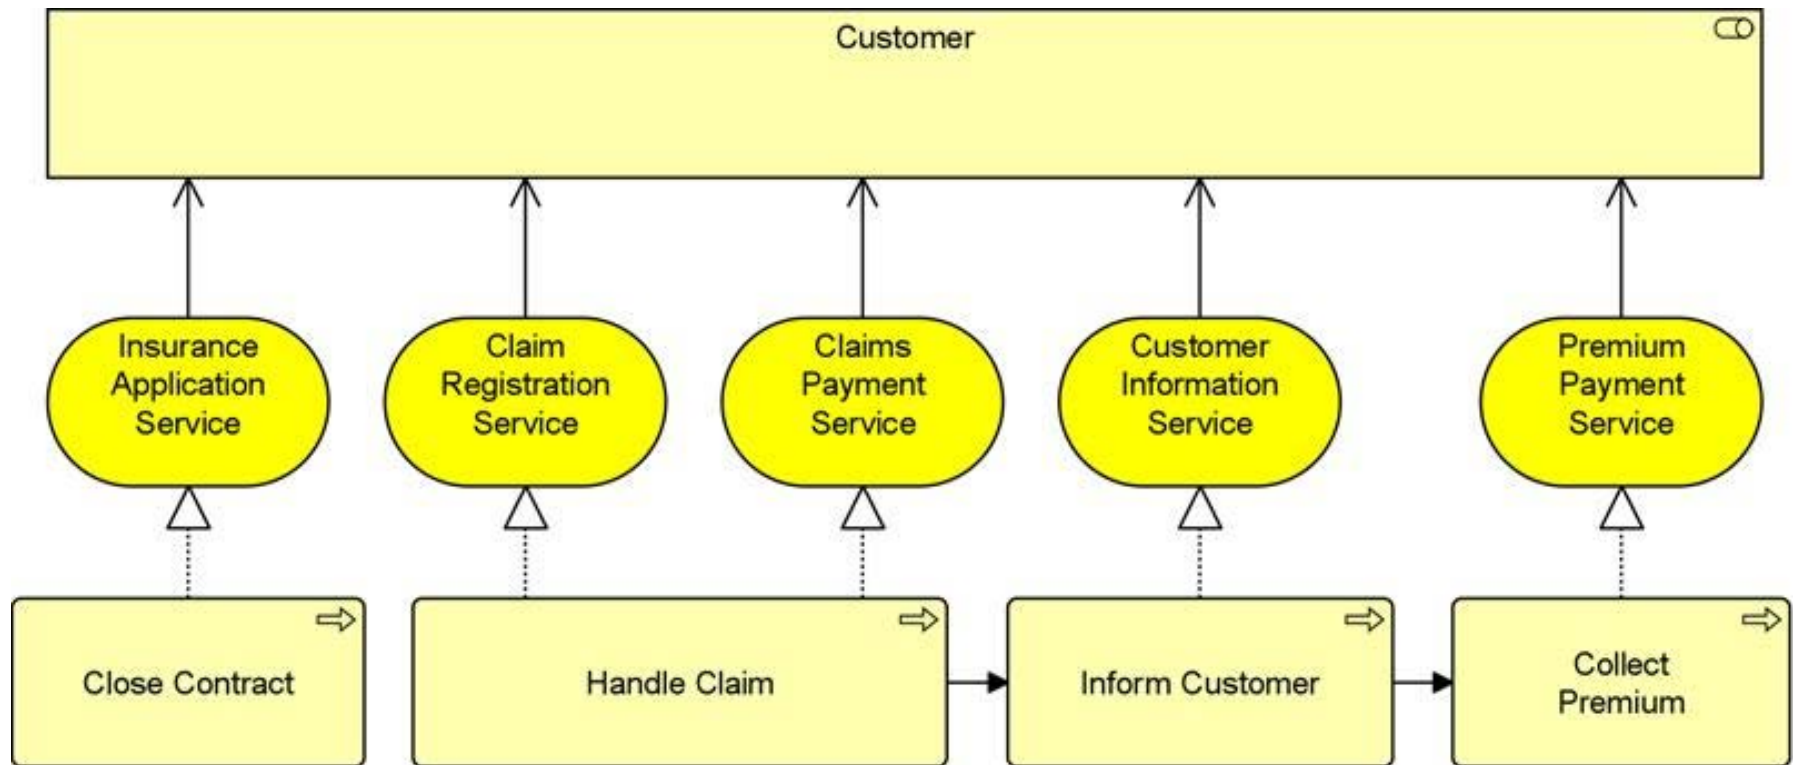 Customer
Insurance
Application
Service
Claim
Registration
Service
Claims
Payment
Service
Customer
Information
Service
Premium
Payment
Service
Close Contract
Handle Claim
Inform Customer
Collect
Premium